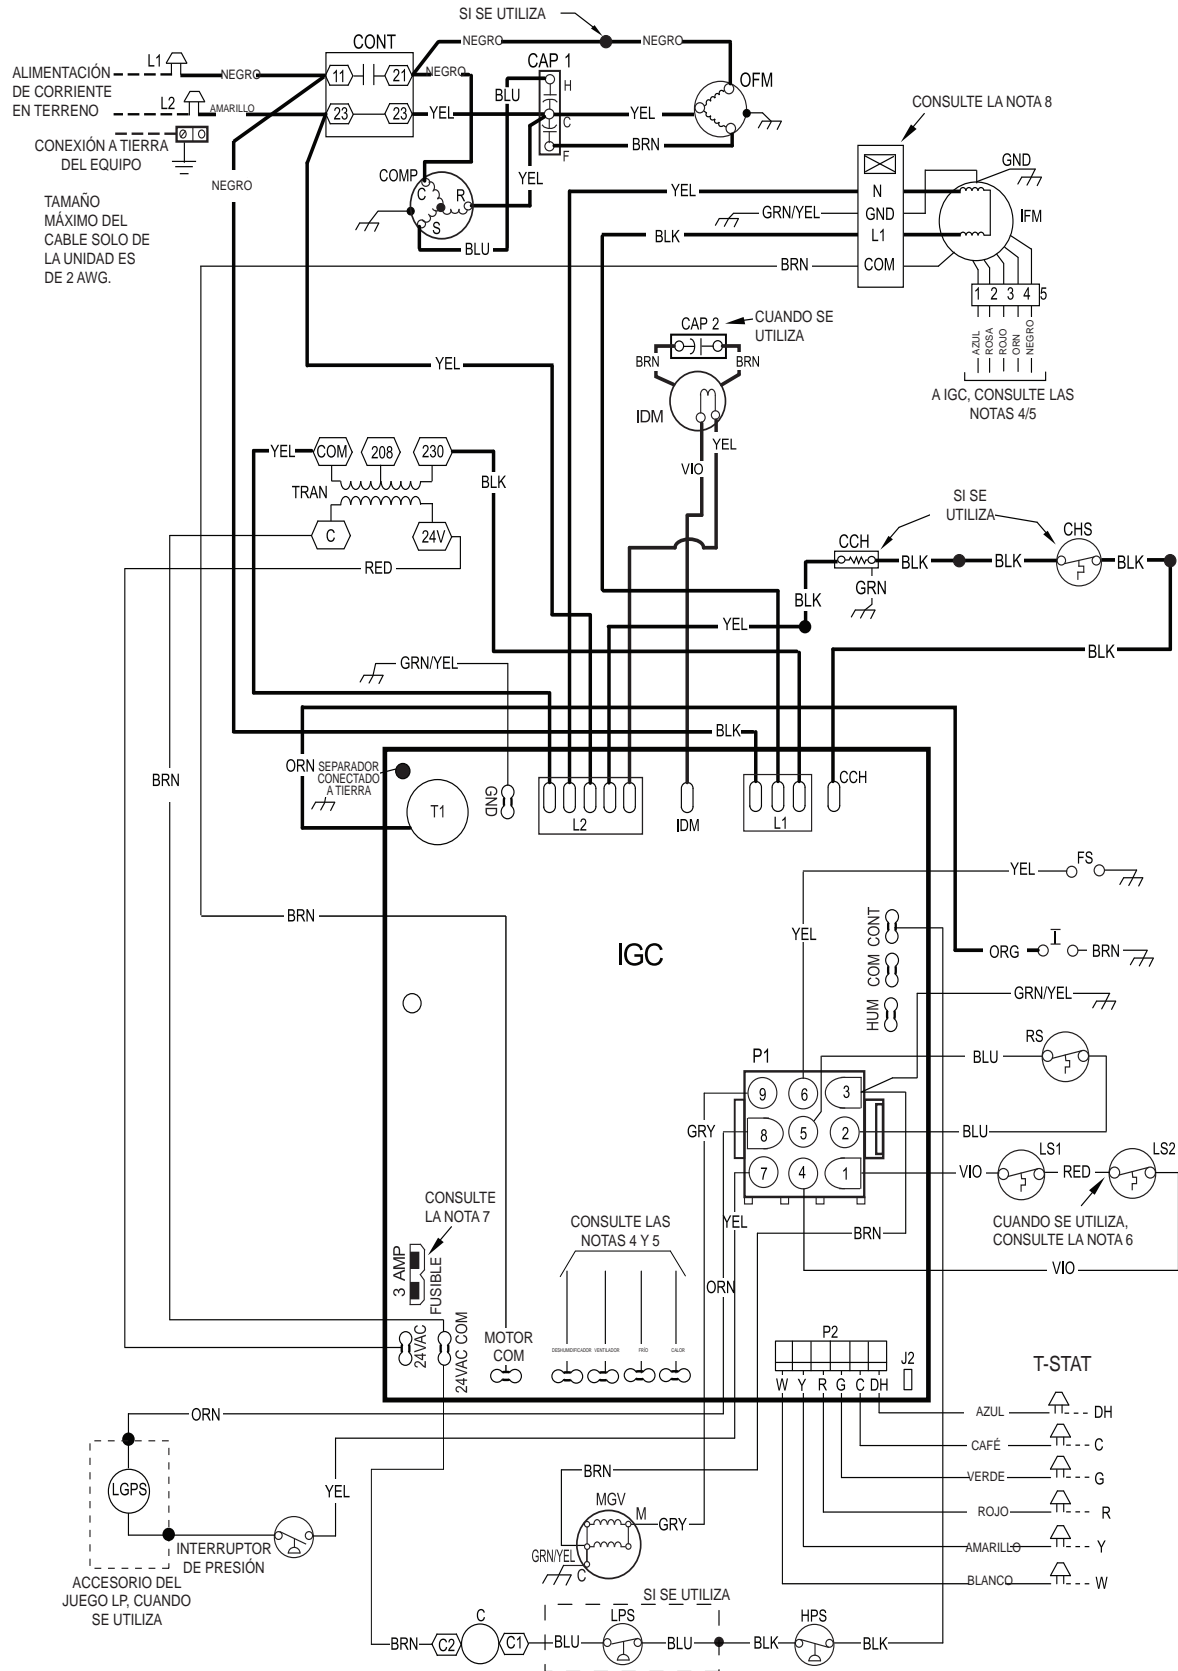 SI SE UTILIZA
CONT
NEGRO
NEGRO
CAP 1
L1
NEGRO
11
21
NEGRO
H
BLU
OFM
ALIMENTACIÓN
DE CORRIENTE
EN TERRENO
L2
AMARILLO
23
23
YEL
C
YEL
CONSULTE LA NOTA 8
CONEXIÓN A TIERRA
DEL EQUIPO
F
BRN
NEGRO
COMP
C
R
S
YEL
BLU
GND
YEL
N
GRN/YEL
GND
IFM
BLK
L1
BRN
COM
TAMAÑO
MÁXIMO DEL
CABLE SOLO DE
LA UNIDAD ES
DE 2 AWG.
1 2 3 4 5
AZUL
ROSA
ROJO
ORN
NEGRO
A IGC, CONSULTE LAS
NOTAS 4/5
CAP 2
CUANDO SE
UTILIZA
BRN
BRN
IDM
YEL
VIO
YEL
YEL
COM
208
230
BLK
TRAN
C
24V
RED
SI SE
UTILIZA
CCH
CHS
BLK
BLK
BLK
GRN
BLK
YEL
BLK
GRN/YEL
BLK
BRN
ORN
SEPARADOR
CONECTADO
A TIERRA
T1
GND
L2
IDM
L1
CCH
YEL
FS
BRN
YEL
CONT
IGC
COM
HUM
ORG
I
BRN
GRN/YEL
RS
P1
BLU
9
6
3
GRY
8
5
2
BLU
7
4
1
VIO
LS1
RED
LS2
CUANDO SE UTILIZA,
CONSULTE LA NOTA 6
VIO
YEL
BRN
ORN
CONSULTE
LA NOTA 7
3 AMP
FUSIBLE
CONSULTE LAS
NOTAS 4 Y 5
24VAC
24VAC COM
MOTOR
COM
DESHUMIDIFICADOR
VENTILADOR
FRÍO
CALOR
P2
J2
W Y R G C DH
T-STAT
AZUL
DH
CAFÉ
C
VERDE
G
ROJO
R
AMARILLO
Y
BLANCO
W
ORN
LGPS
YEL
INTERRUPTOR
DE PRESIÓN
ACCESORIO DEL
JUEGO LP, CUANDO
SE UTILIZA
BRN
MGV
M
GRY
GRN/YEL
C
SI SE UTILIZA
C
LPS
HPS
BRN
C2
C1
BLU
BLU
BLK
BLK